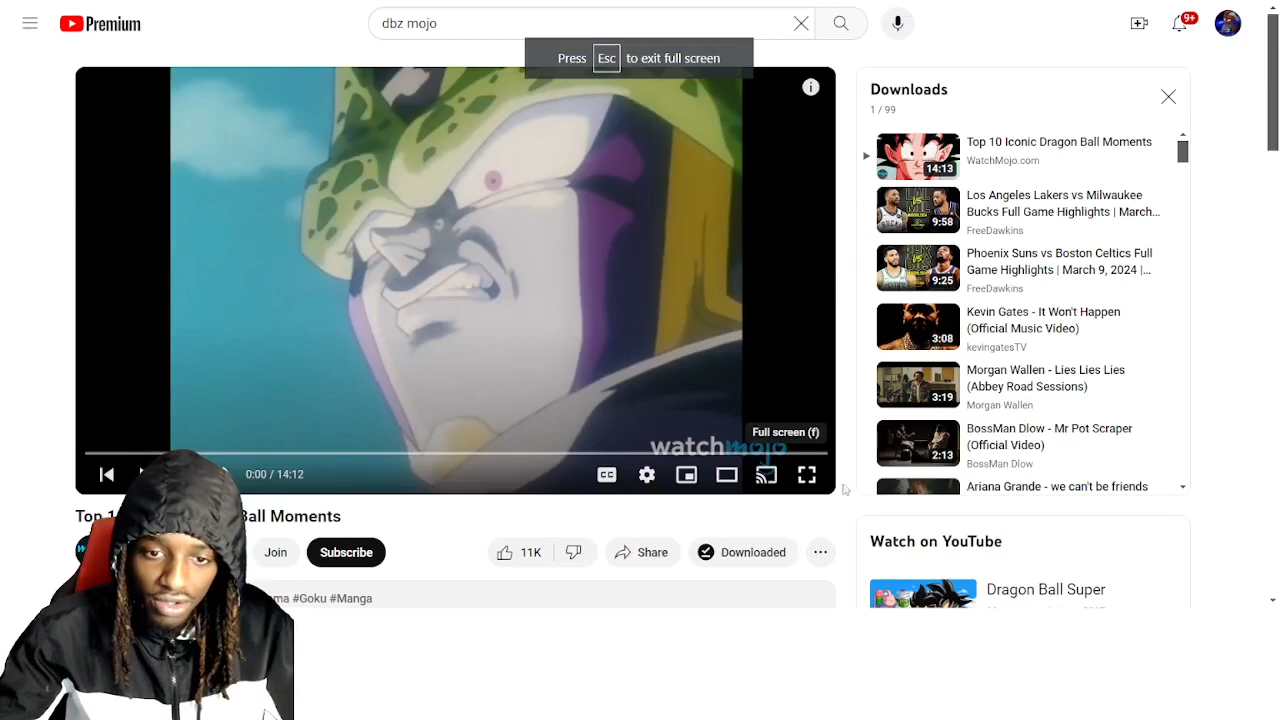 Premium
dbz mojo
9+
Press Esc to exit full screen
i
Downloads
1 / 99
Top 10 Iconic Dragon Ball Moments
WatchMojo.com
14:13
Los Angeles Lakers vs Milwaukee
Bucks Full Game Highlights | March...
FreeDawkins
9:58
Phoenix Suns vs Boston Celtics Full
Game Highlights | March 9, 2024 |...
FreeDawkins
9:25
Kevin Gates - It Won't Happen
(Official Music Video)
kevingatesTV
3:08
Morgan Wallen - Lies Lies Lies
(Abbey Road Sessions)
Morgan Wallen
3:19
BossMan Dlow - Mr Pot Scraper
(Official Video)
BossMan Dlow
2:13
Ariana Grande - we can't be friends
Full screen (f)
watchmojo
0:00 / 14:12
CC
Top Ball Moments
Join
Subscribe
11K
Share
Downloaded
#Goku #Manga
Watch on YouTube
Dragon Ball Super